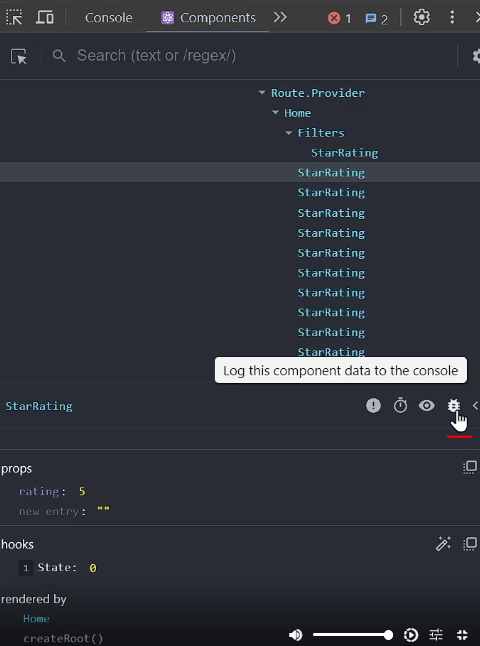 Console Components 1 2
Search (text or /regex/)
Route.Provider
Home
Filters
StarRating
StarRating
StarRating
StarRating
StarRating
StarRating
StarRating
StarRating
StarRating
StarRating
StarRating
Log this component data to the console
StarRating
props
rating: 5
new entry: ""
hooks
1 State: 0
rendered by
Home
createRoot()